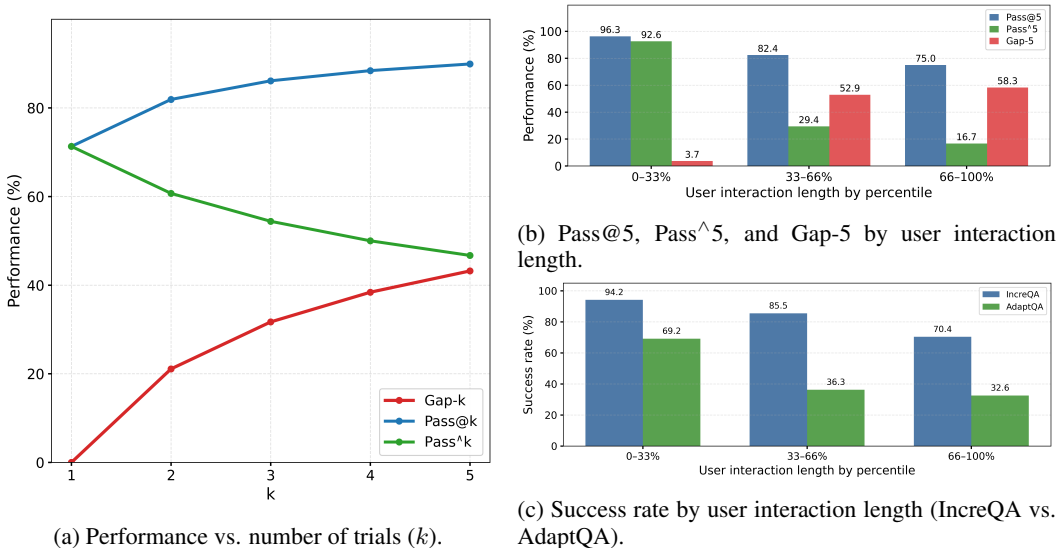 Performance (%)
80
60
40
20
0
1 2 3 4 5
k
Gap-k
Pass@k
Pass^k
(a) Performance vs. number of trials (k).
Performance (%)
100
80
60
40
20
0
96.3 92.6 3.7
82.4 29.4 52.9
75.0 16.7 58.3
Pass@5
Pass^5
Gap-5
0–33% 33–66% 66–100%
User interaction length by percentile
(b) Pass@5, Pass^5, and Gap-5 by user interaction
length.
Success rate (%)
100
80
60
40
20
0
94.2 69.2
85.5 36.3
70.4 32.6
IncreQA
AdaptQA
0–33% 33–66% 66–100%
User interaction length by percentile
(c) Success rate by user interaction length (IncreQA vs.
AdaptQA).